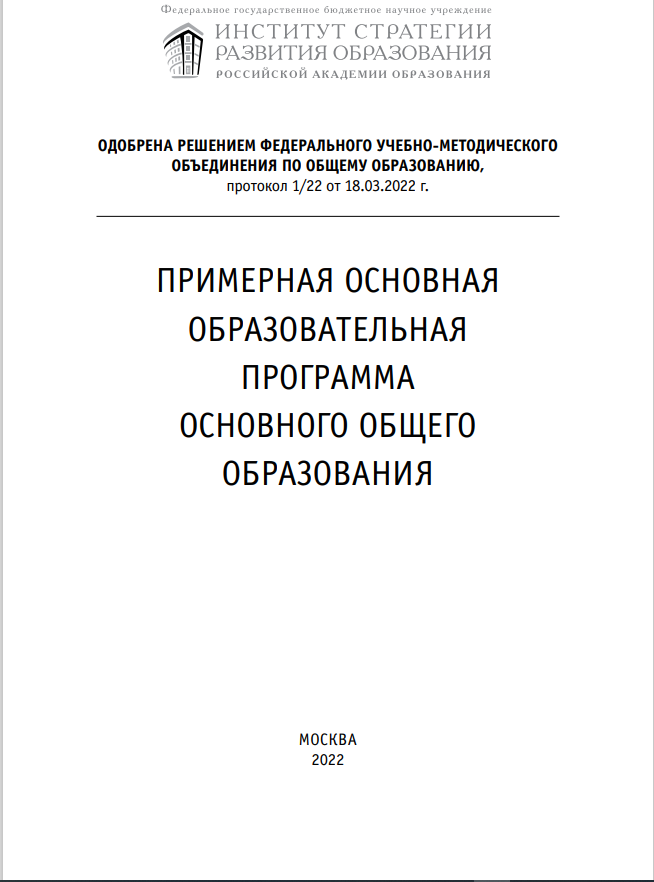 Федеральное государственное бюджетное научное учреждение
ИНСТИТУТ СТРАТЕГИИ
РАЗВИТИЯ ОБРАЗОВАНИЯ
РОССИЙСКОЙ АКАДЕМИИ ОБРАЗОВАНИЯ
ОДОБРЕНА РЕШЕНИЕМ ФЕДЕРАЛЬНОГО УЧЕБНО-МЕТОДИЧЕСКОГО
ОБЪЕДИНЕНИЯ ПО ОБЩЕМУ ОБРАЗОВАНИЮ,
протокол 1/22 от 18.03.2022 г.
ПРИМЕРНАЯ ОСНОВНАЯ
ОБРАЗОВАТЕЛЬНАЯ
ПРОГРАММА
ОСНОВНОГО ОБЩЕГО
ОБРАЗОВАНИЯ
МОСКВА
2022